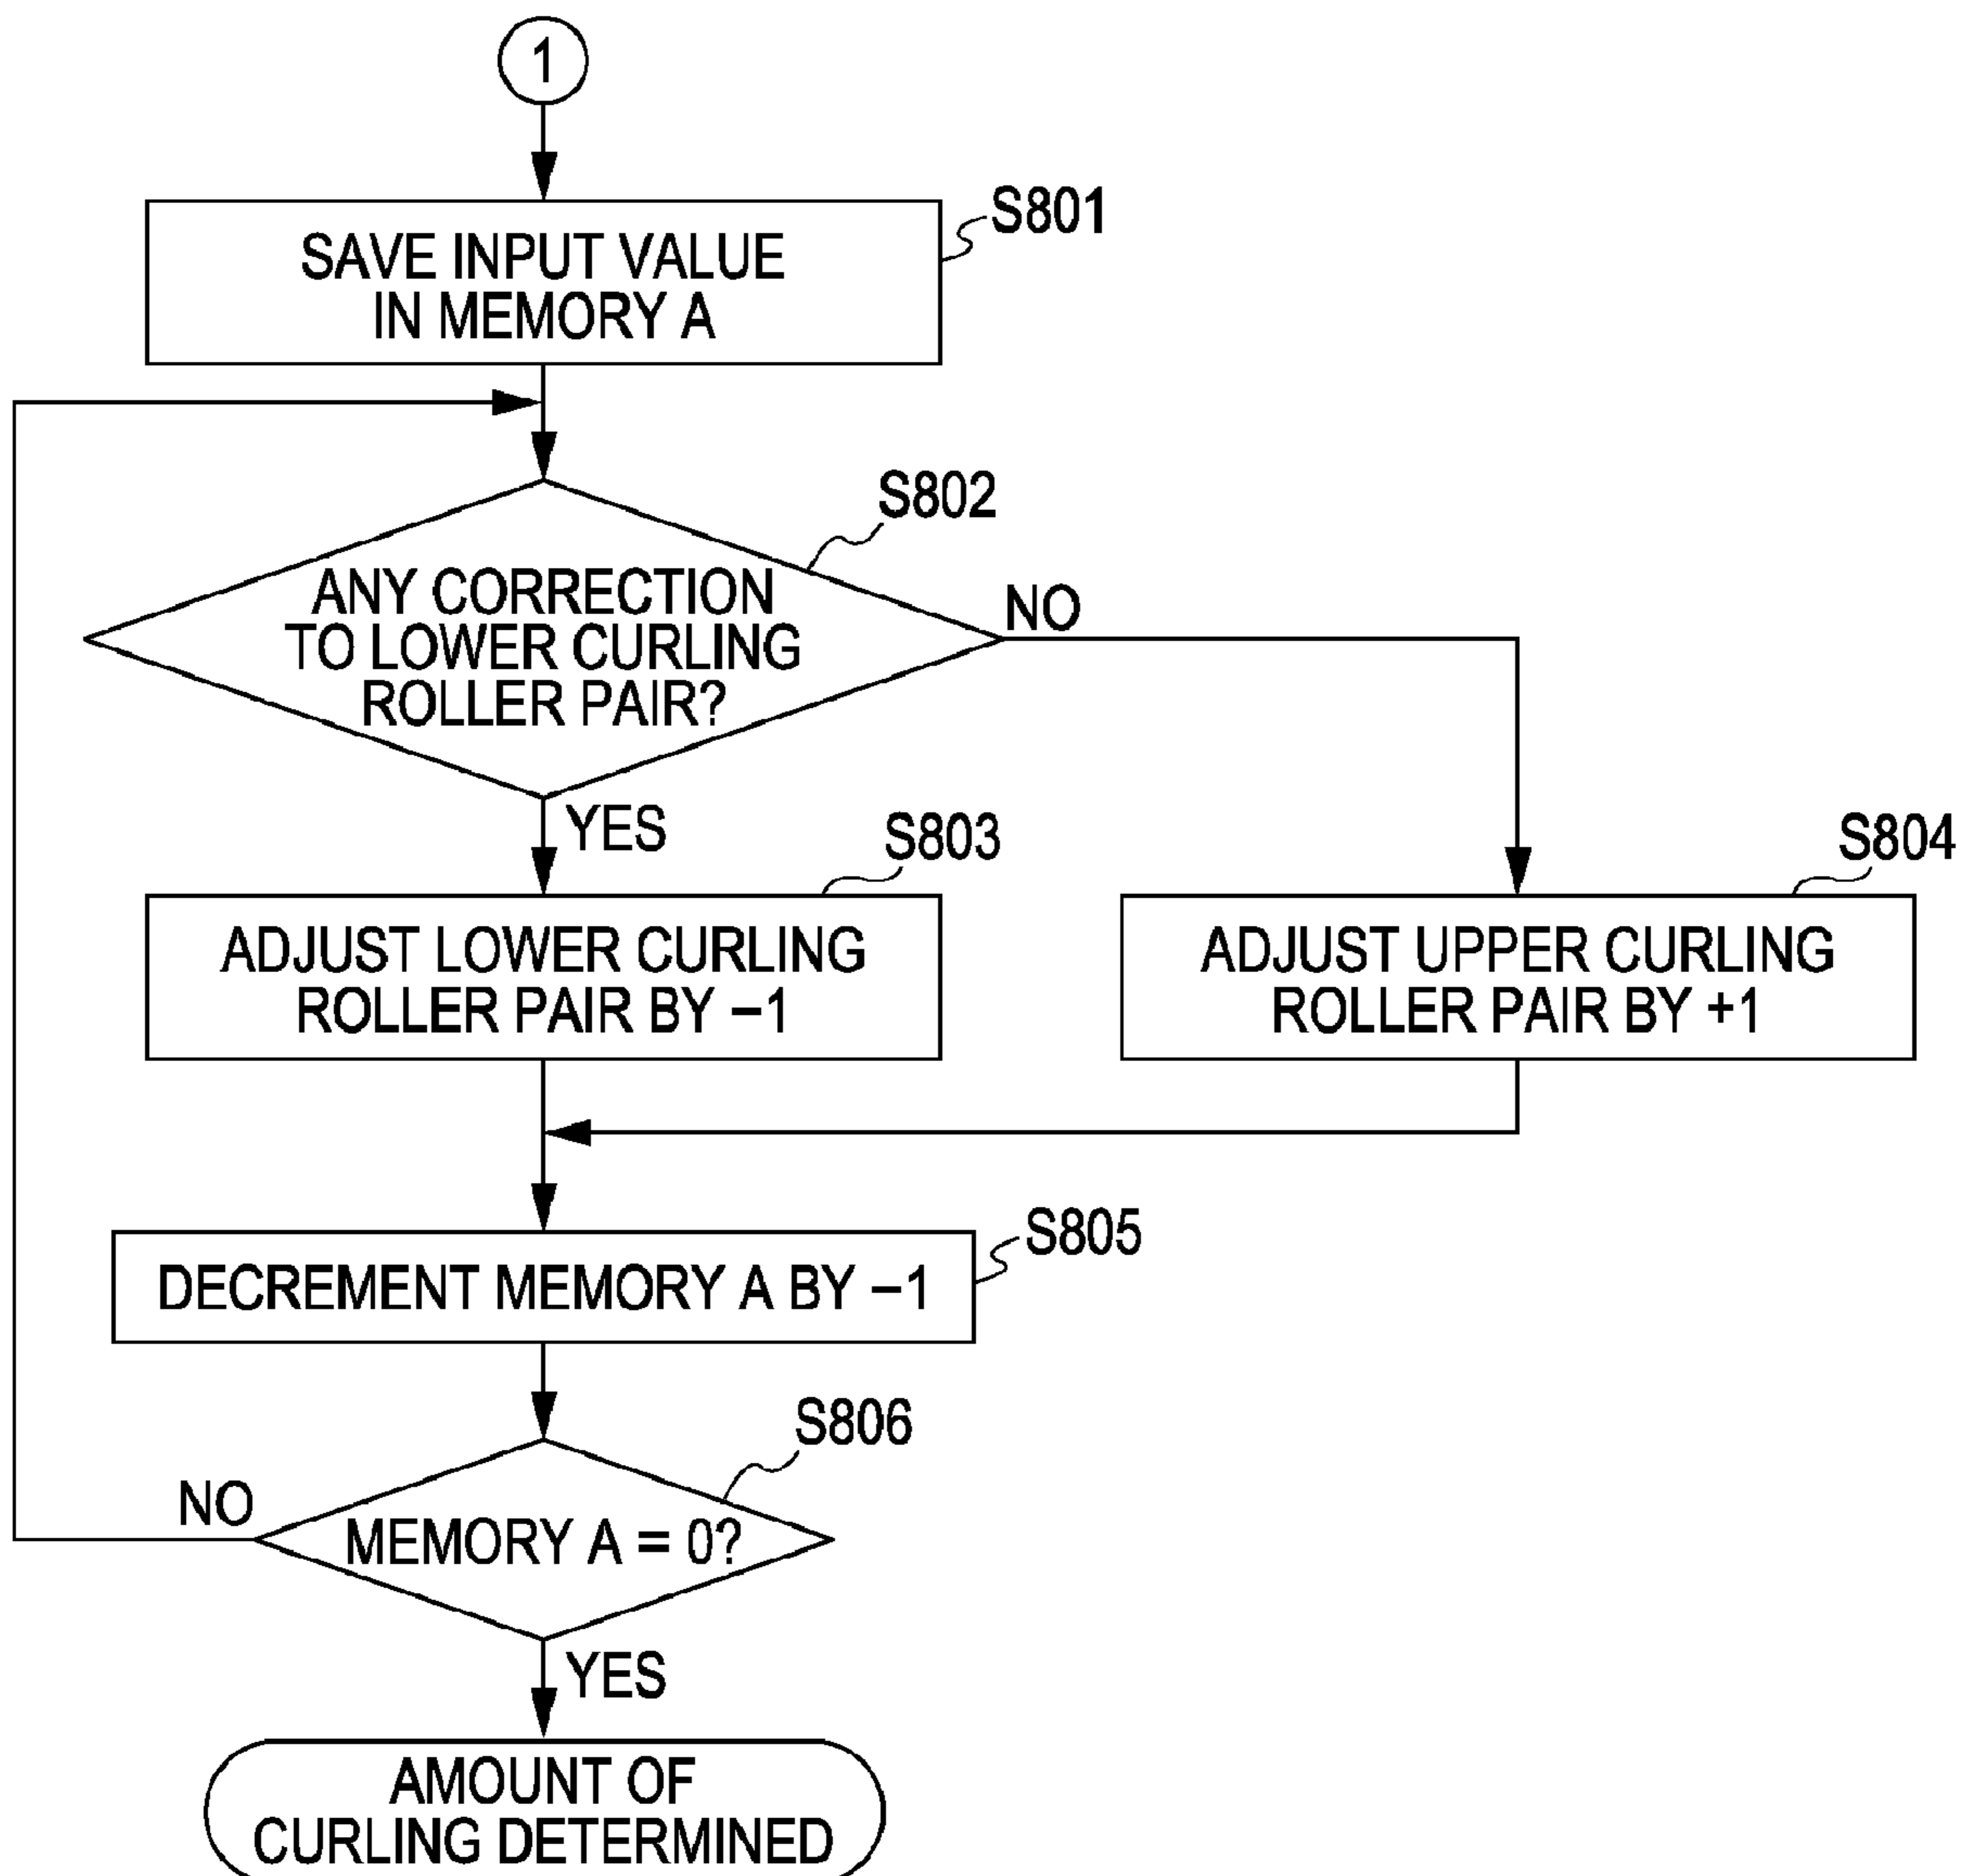 1
S801
SAVE INPUT VALUE
IN MEMORY A
S802
ANY CORRECTION
TO LOWER CURLING
ROLLER PAIR?
NO
YES
S803
ADJUST LOWER CURLING
ROLLER PAIR BY –1
S804
ADJUST UPPER CURLING
ROLLER PAIR BY +1
S805
DECREMENT MEMORY A BY –1
S806
NO
MEMORY A = 0?
YES
AMOUNT OF
CURLING DETERMINED